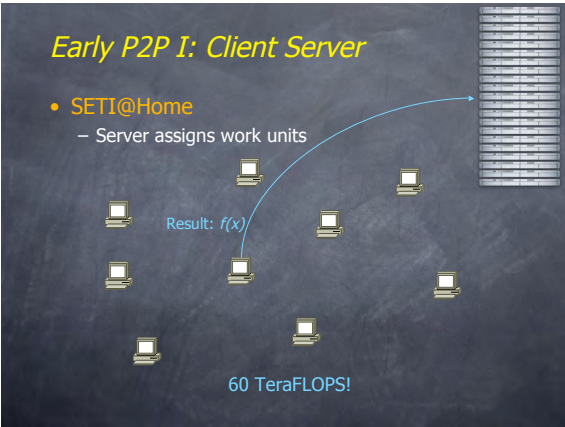 Early P2P I: Client Server
• SETI@Home
– Server assigns work units
Result: f(x)
60 TeraFLOPS!